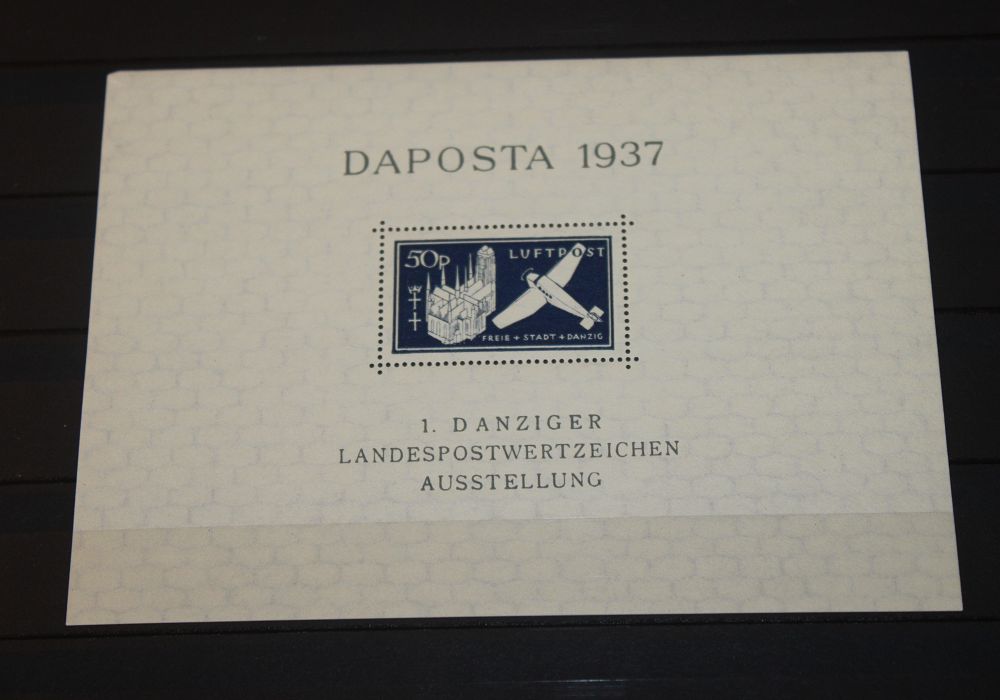 DAPOSTA 1937
50p LUFTPOST
FREIE + STADT + DANZIG
1. DANZIGER
LANDESPOSTWERTZEICHEN
AUSSTELLUNG